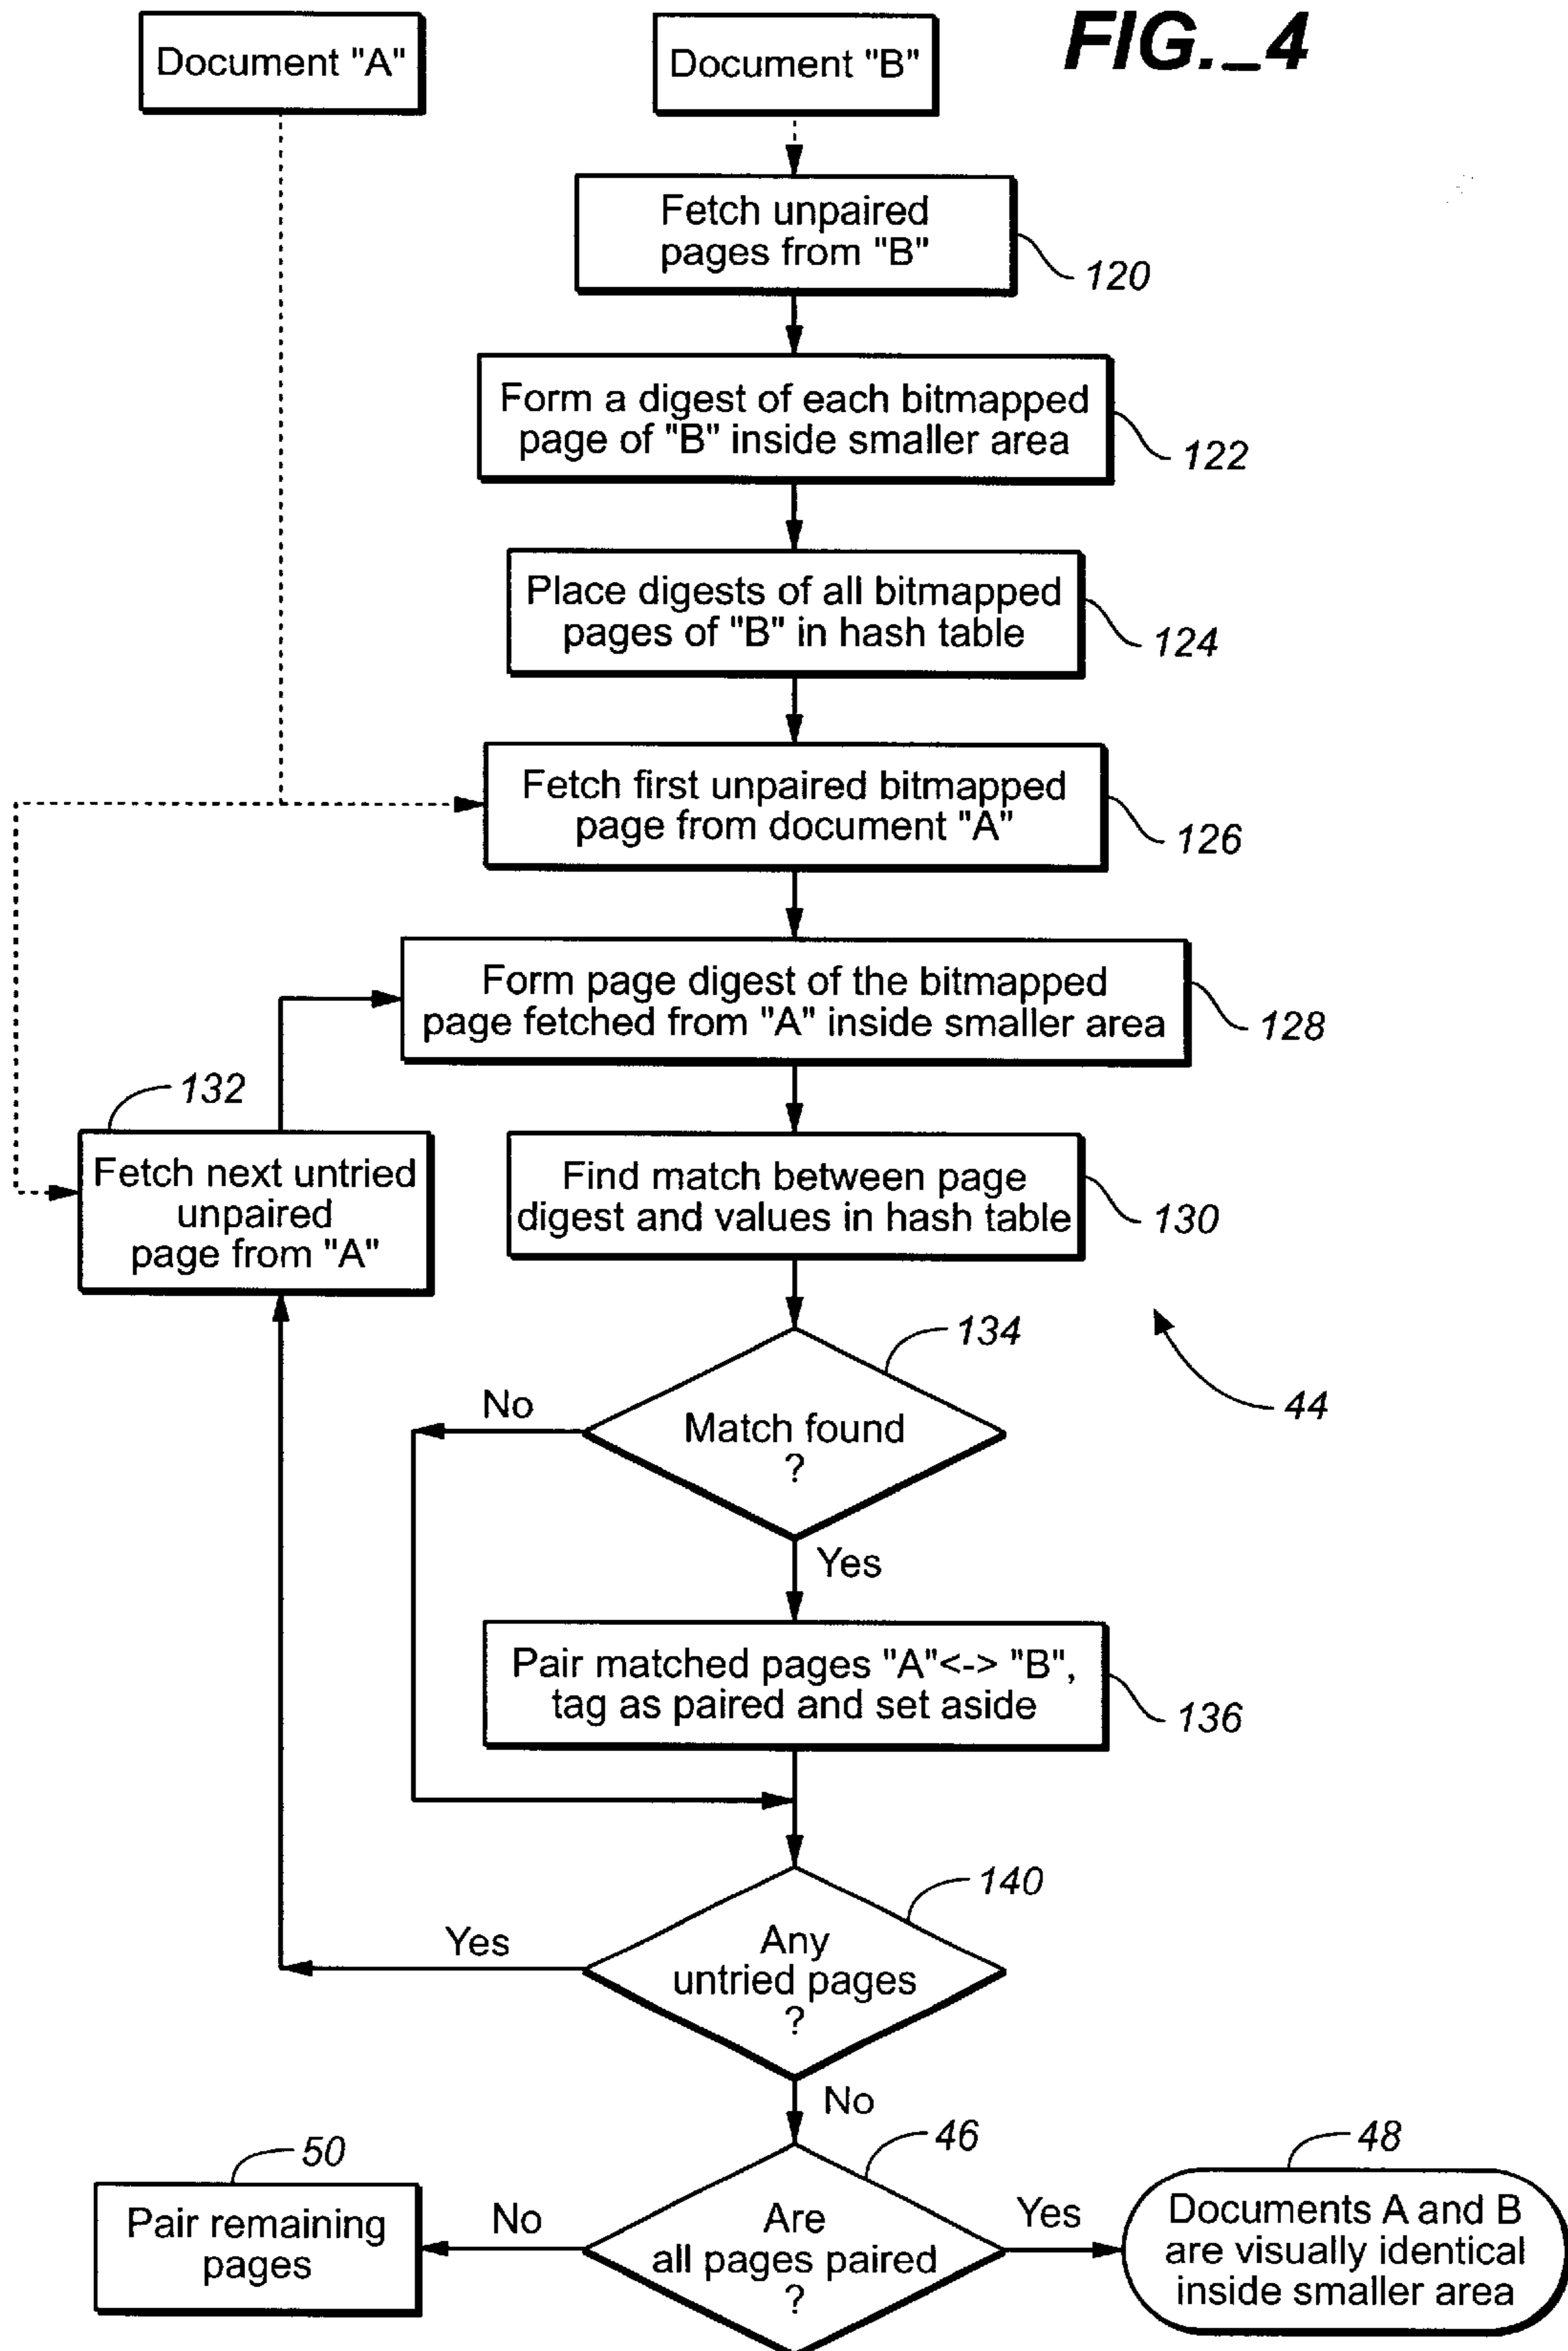 FIG._4
Document "A"
Document "B"
Fetch unpaired
pages from "B"
120
Form a digest of each bitmapped
page of "B" inside smaller area
122
Place digests of all bitmapped
pages of "B" in hash table
124
Fetch first unpaired bitmapped
page from document "A"
126
Form page digest of the bitmapped
page fetched from "A" inside smaller area
128
132
Fetch next untried
unpaired
page from "A"
Find match between page
digest and values in hash table
130
134
Match found
?
No
Yes
44
Pair matched pages "A"<-> "B",
tag as paired and set aside
136
140
Any
untried pages
?
Yes
No
46
Are
all pages paired
?
No
Yes
50
Pair remaining
pages
48
Documents A and B
are visually identical
inside smaller area